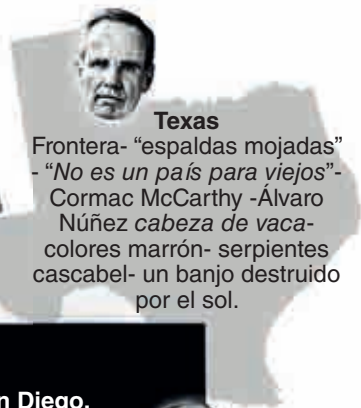 Texas
Frontera- “espaldas mojadas”
- “No es un país para viejos”-
Cormac McCarthy -Álvaro
Núñez cabeza de vaca-
colores marrón- serpientes
cascabel- un banjo destruido
por el sol.
n Diego.